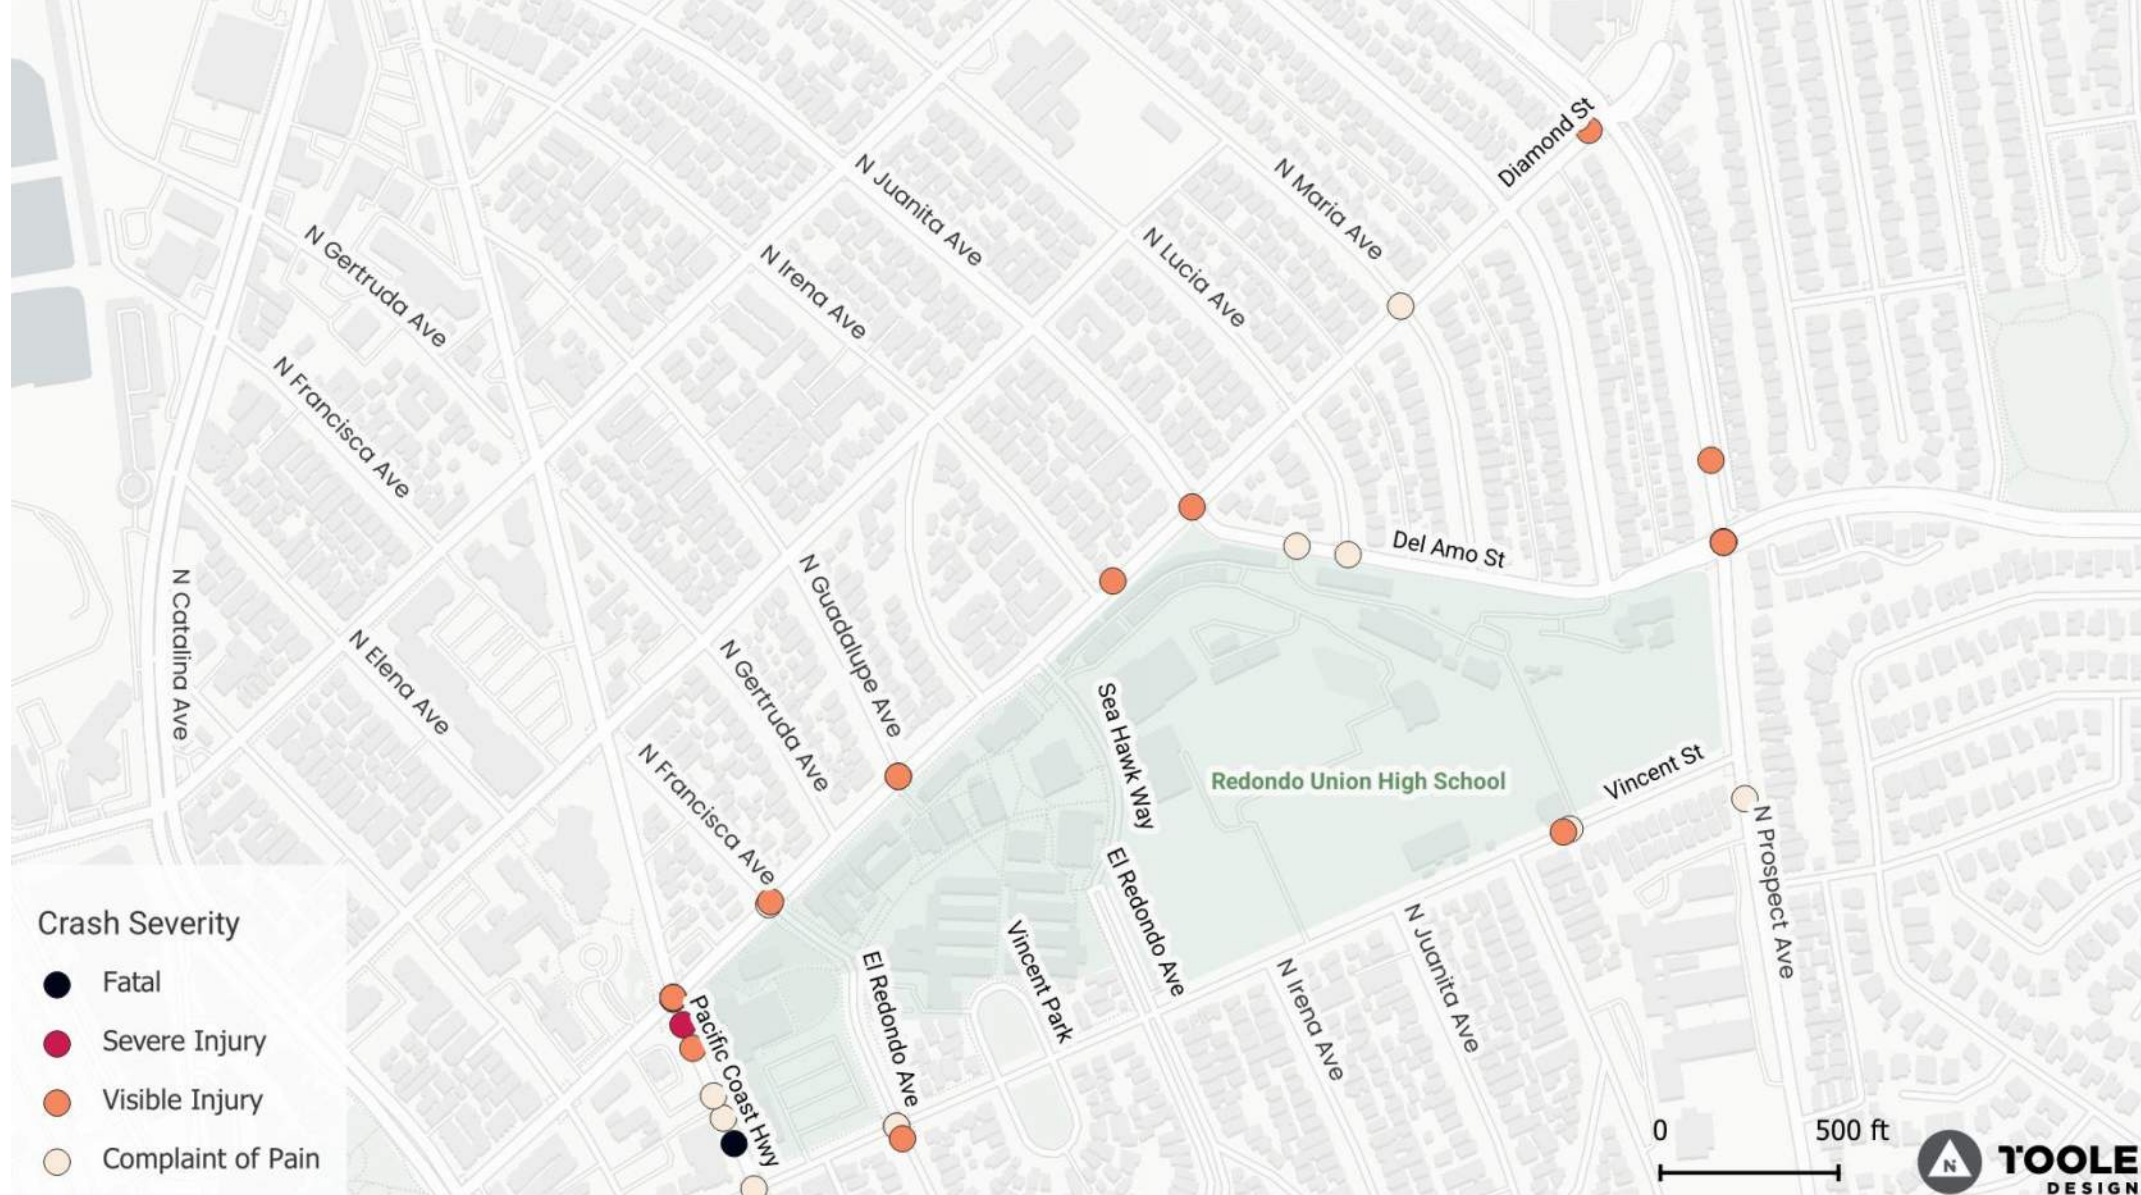 Diamond St
N Juanita Ave
N Maria Ave
N Gertruda Ave
N Irena Ave
N Lucia Ave
N Francisca Ave
Del Amo St
N Catalina Ave
N Guadalupe Ave
N Elena Ave
N Gertruda Ave
Sea Hawk Way
Redondo Union High School
Vincent St
N Francisca Ave
El Redondo Ave
N Prospect Ave
Vincent Park
N Juanita Ave
El Redondo Ave
N Irena Ave
Pacific Coast Hwy
Crash Severity
Fatal
Severe Injury
Visible Injury
Complaint of Pain
0 500 ft
N
TOOLE
DESIGN